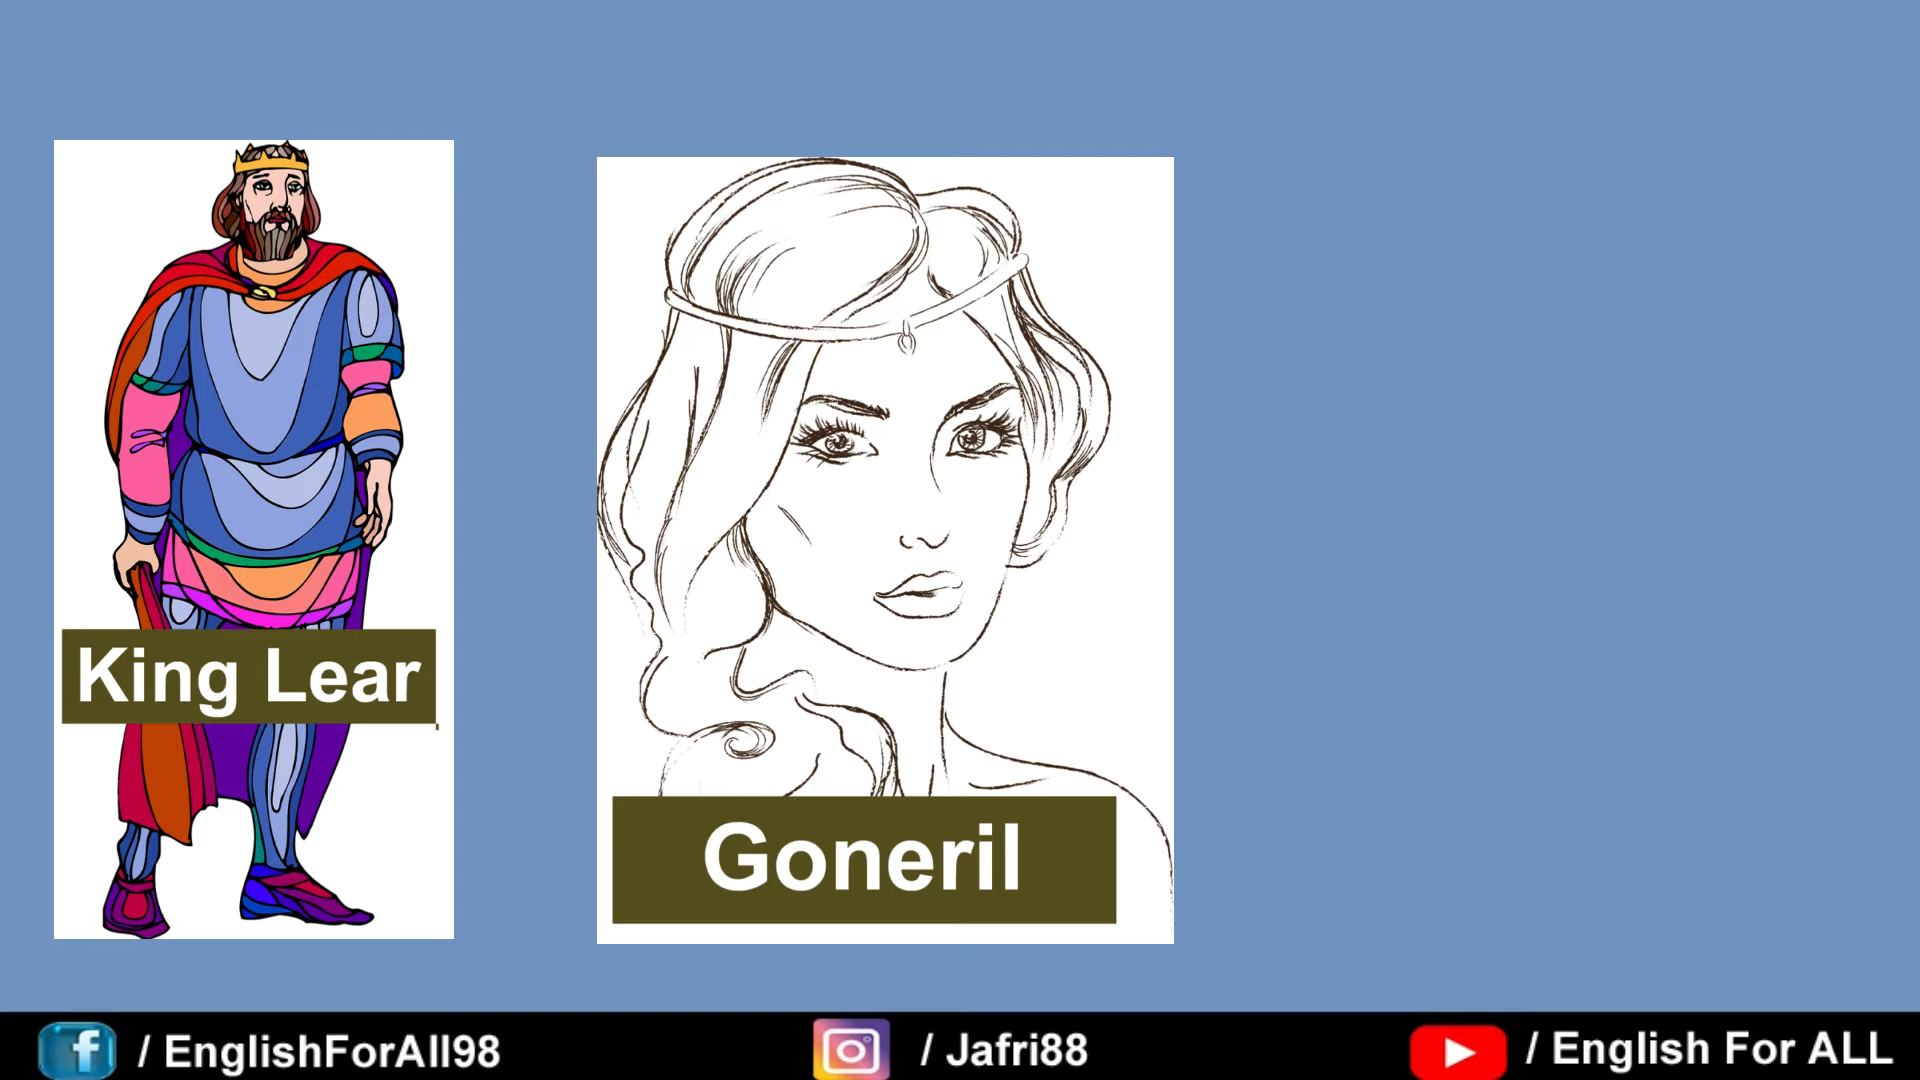 King Lear
Goneril
/ EnglishForAll98
/ Jafri88
/ English For ALL